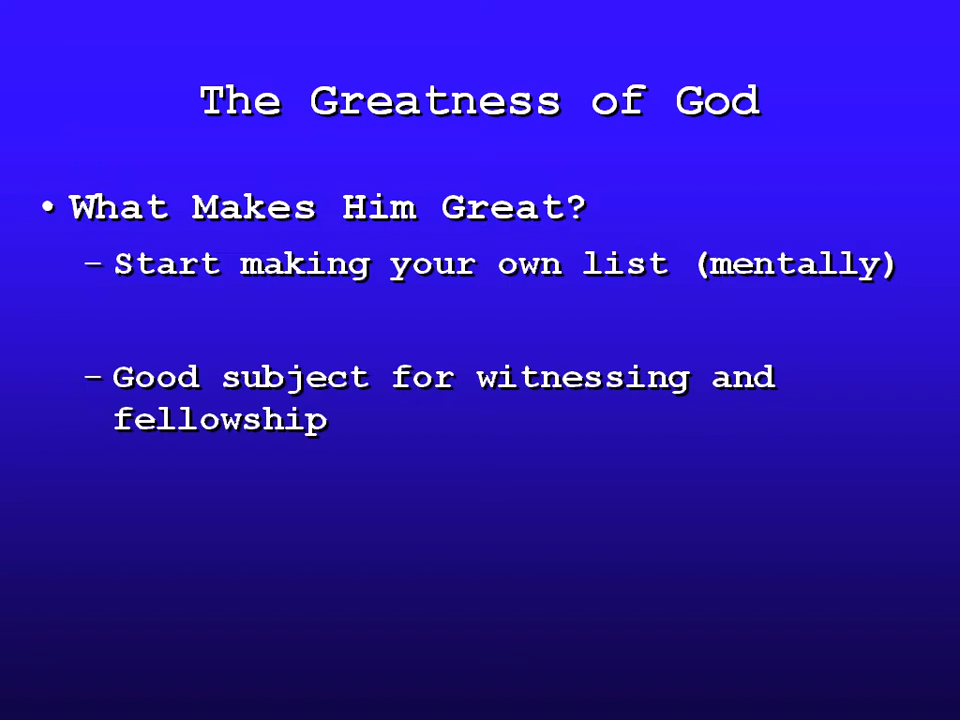 The Greatness of God
• What Makes Him Great?
– Start making your own list (mentally)
– Good subject for witnessing and
fellowship